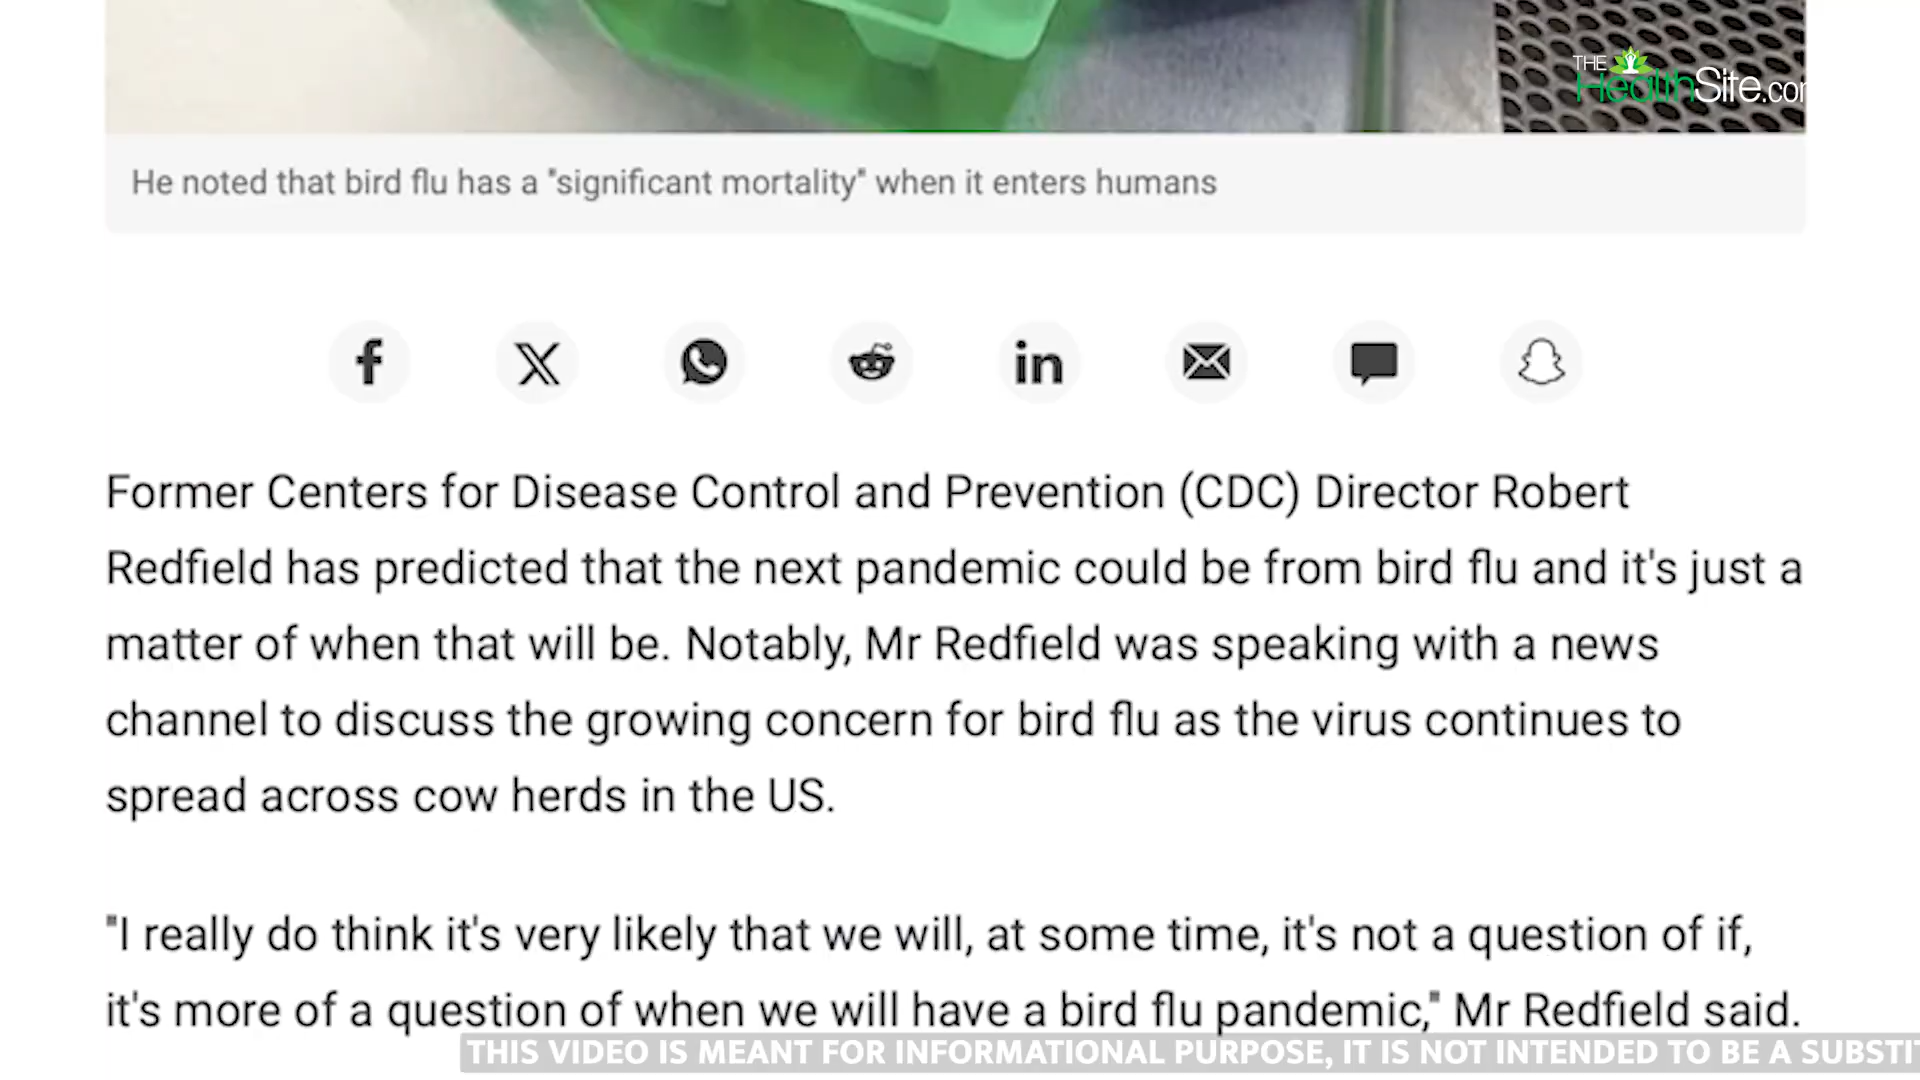 THE
HealthSite.com
He noted that bird flu has a "significant mortality" when it enters humans
Former Centers for Disease Control and Prevention (CDC) Director Robert
Redfield has predicted that the next pandemic could be from bird flu and it's just a
matter of when that will be. Notably, Mr Redfield was speaking with a news
channel to discuss the growing concern for bird flu as the virus continues to
spread across cow herds in the US.
"I really do think it's very likely that we will, at some time, it's not a question of if,
it's more of a question of when we will have a bird flu pandemic," Mr Redfield said.
THIS VIDEO IS MEANT FOR INFORMATIONAL PURPOSE, IT IS NOT INTENDED TO BE A SUBSTIT